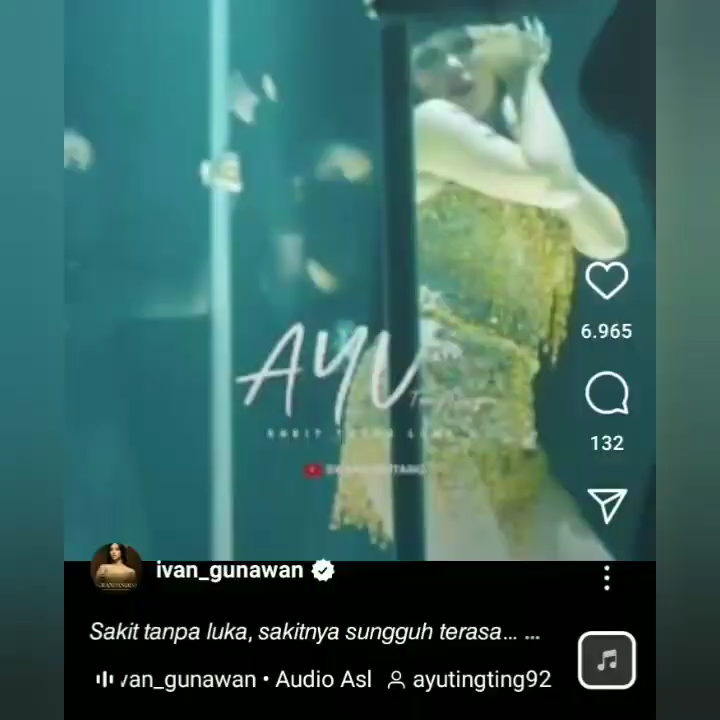 AYU
6.965
132
ivan_gunawan
Sakit tanpa luka, sakitnya sungguh terasa... ...
van_gunawan • Audio Asl ayutingting92